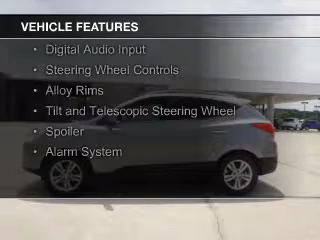 VEHICLE FEATURES
• Digital Audio Input
• Steering Wheel Controls
• Alloy Rims
• Tilt and Telescopic Steering Wheel
• Spoiler
• Alarm System